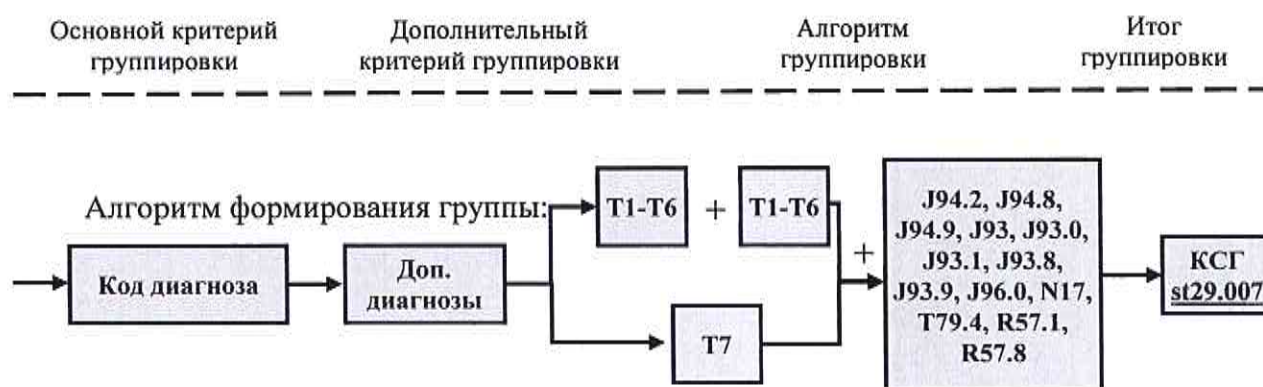 Основной критерий
группировки
Дополнительный
критерий группировки
Алгоритм
группировки
Итог
группировки
Алгоритм формирования группы:
Код диагноза
Доп.
диагнозы
T1-T6
+
T1-T6
T7
+
J94.2, J94.8,
J94.9, J93, J93.0,
J93.1, J93.8,
J93.9, J96.0, N17,
T79.4, R57.1,
R57.8
КСГ
st29.007